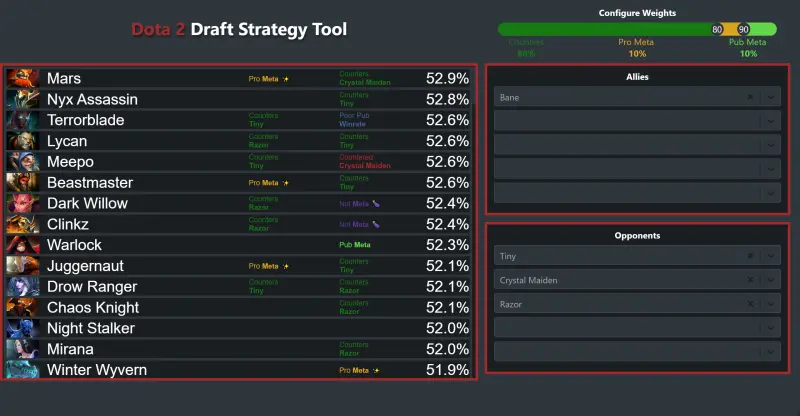 Dota 2 Draft Strategy Tool
Configure Weights
80 90
Counters Pro Meta Pub Meta
80% 10% 10%
Mars Pro Meta ✨ Counters Crystal Maiden 52.9%
Nyx Assassin Counters Tiny 52.8%
Terrorblade Counters Tiny Poor Pub Winrate 52.6%
Lycan Counters Razor Counters Tiny 52.6%
Meepo Counters Tiny Countered Crystal Maiden 52.6%
Beastmaster Pro Meta ✨ Counters Tiny 52.6%
Dark Willow Counters Razor Not Meta 🍆 52.4%
Clinkz Counters Razor Not Meta 🍆 52.4%
Warlock Pub Meta 52.3%
Juggernaut Pro Meta ✨ Counters Tiny 52.1%
Drow Ranger Counters Tiny Counters Razor 52.1%
Chaos Knight Counters Razor 52.1%
Night Stalker 52.0%
Mirana Counters Razor 52.0%
Winter Wyvern Pro Meta ✨ 51.9%
Allies
Bane
Opponents
Tiny
Crystal Maiden
Razor